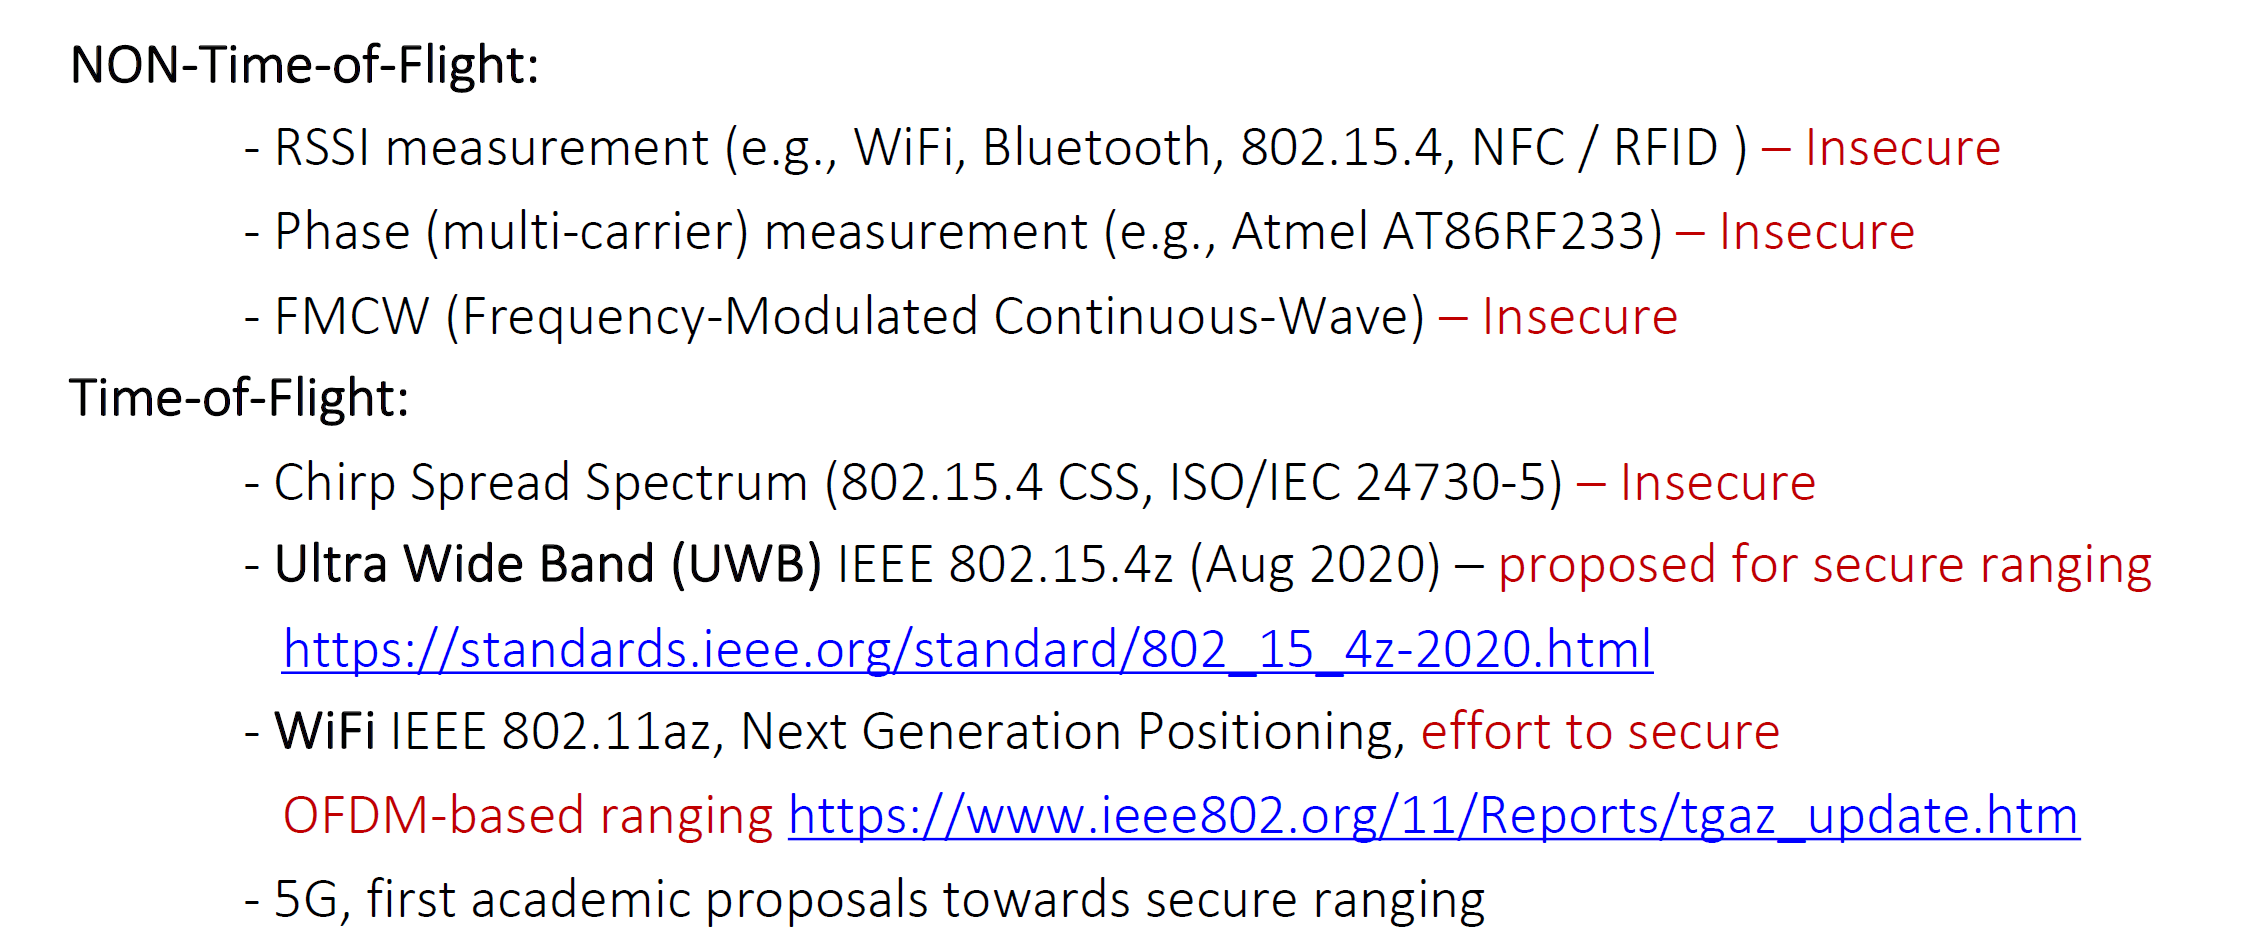 NON-Time-of-Flight:
- RSSI measurement (e.g., WiFi, Bluetooth, 802.15.4, NFC / RFID ) – Insecure
- Phase (multi-carrier) measurement (e.g., Atmel AT86RF233) – Insecure
- FMCW (Frequency-Modulated Continuous-Wave) – Insecure
Time-of-Flight:
- Chirp Spread Spectrum (802.15.4 CSS, ISO/IEC 24730-5) – Insecure
- Ultra Wide Band (UWB) IEEE 802.15.4z (Aug 2020) – proposed for secure ranging
https://standards.ieee.org/standard/802_15_4z-2020.html
- WiFi IEEE 802.11az, Next Generation Positioning, effort to secure
OFDM-based ranging https://www.ieee802.org/11/Reports/tgaz_update.htm
- 5G, first academic proposals towards secure ranging